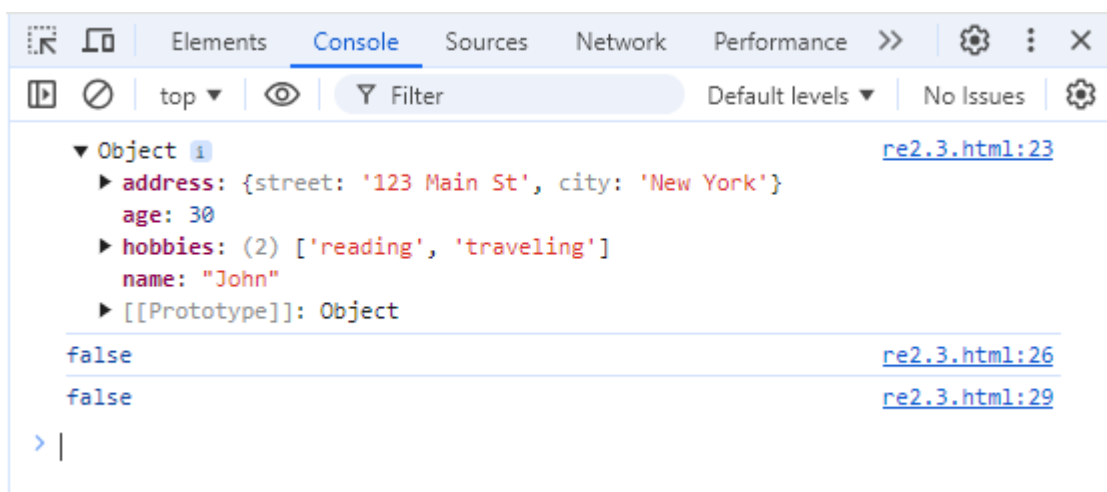 Elements Console Sources Network Performance
top Filter Default levels No Issues
Object i re2.3.html:23
address: {street: '123 Main St', city: 'New York'}
age: 30
hobbies: (2) ['reading', 'traveling']
name: "John"
[[Prototype]]: Object
false re2.3.html:26
false re2.3.html:29